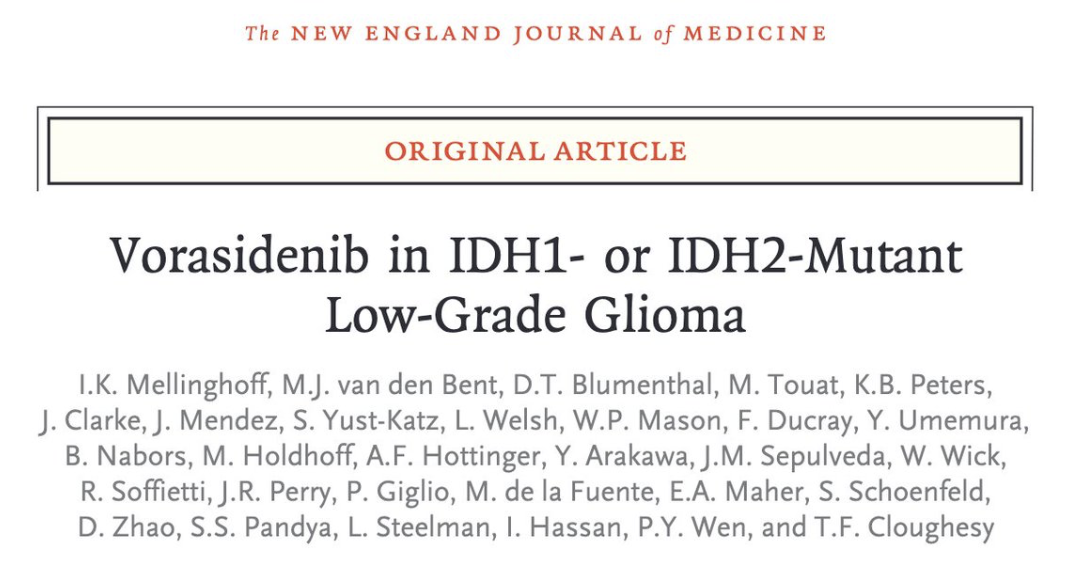 The NEW ENGLAND JOURNAL of MEDICINE
ORIGINAL ARTICLE
Vorasidenib in IDH1- or IDH2-Mutant
Low-Grade Glioma
I.K. Mellinghoff, M.J. van den Bent, D.T. Blumenthal, M. Touat, K.B. Peters,
J. Clarke, J. Mendez, S. Yust-Katz, L. Welsh, W.P. Mason, F. Ducray, Y. Umemura,
B. Nabors, M. Holdhoff, A.F. Hottinger, Y. Arakawa, J.M. Sepulveda, W. Wick,
R. Soffietti, J.R. Perry, P. Giglio, M. de la Fuente, E.A. Maher, S. Schoenfeld,
D. Zhao, S.S. Pandya, L. Steelman, I. Hassan, P.Y. Wen, and T.F. Cloughesy